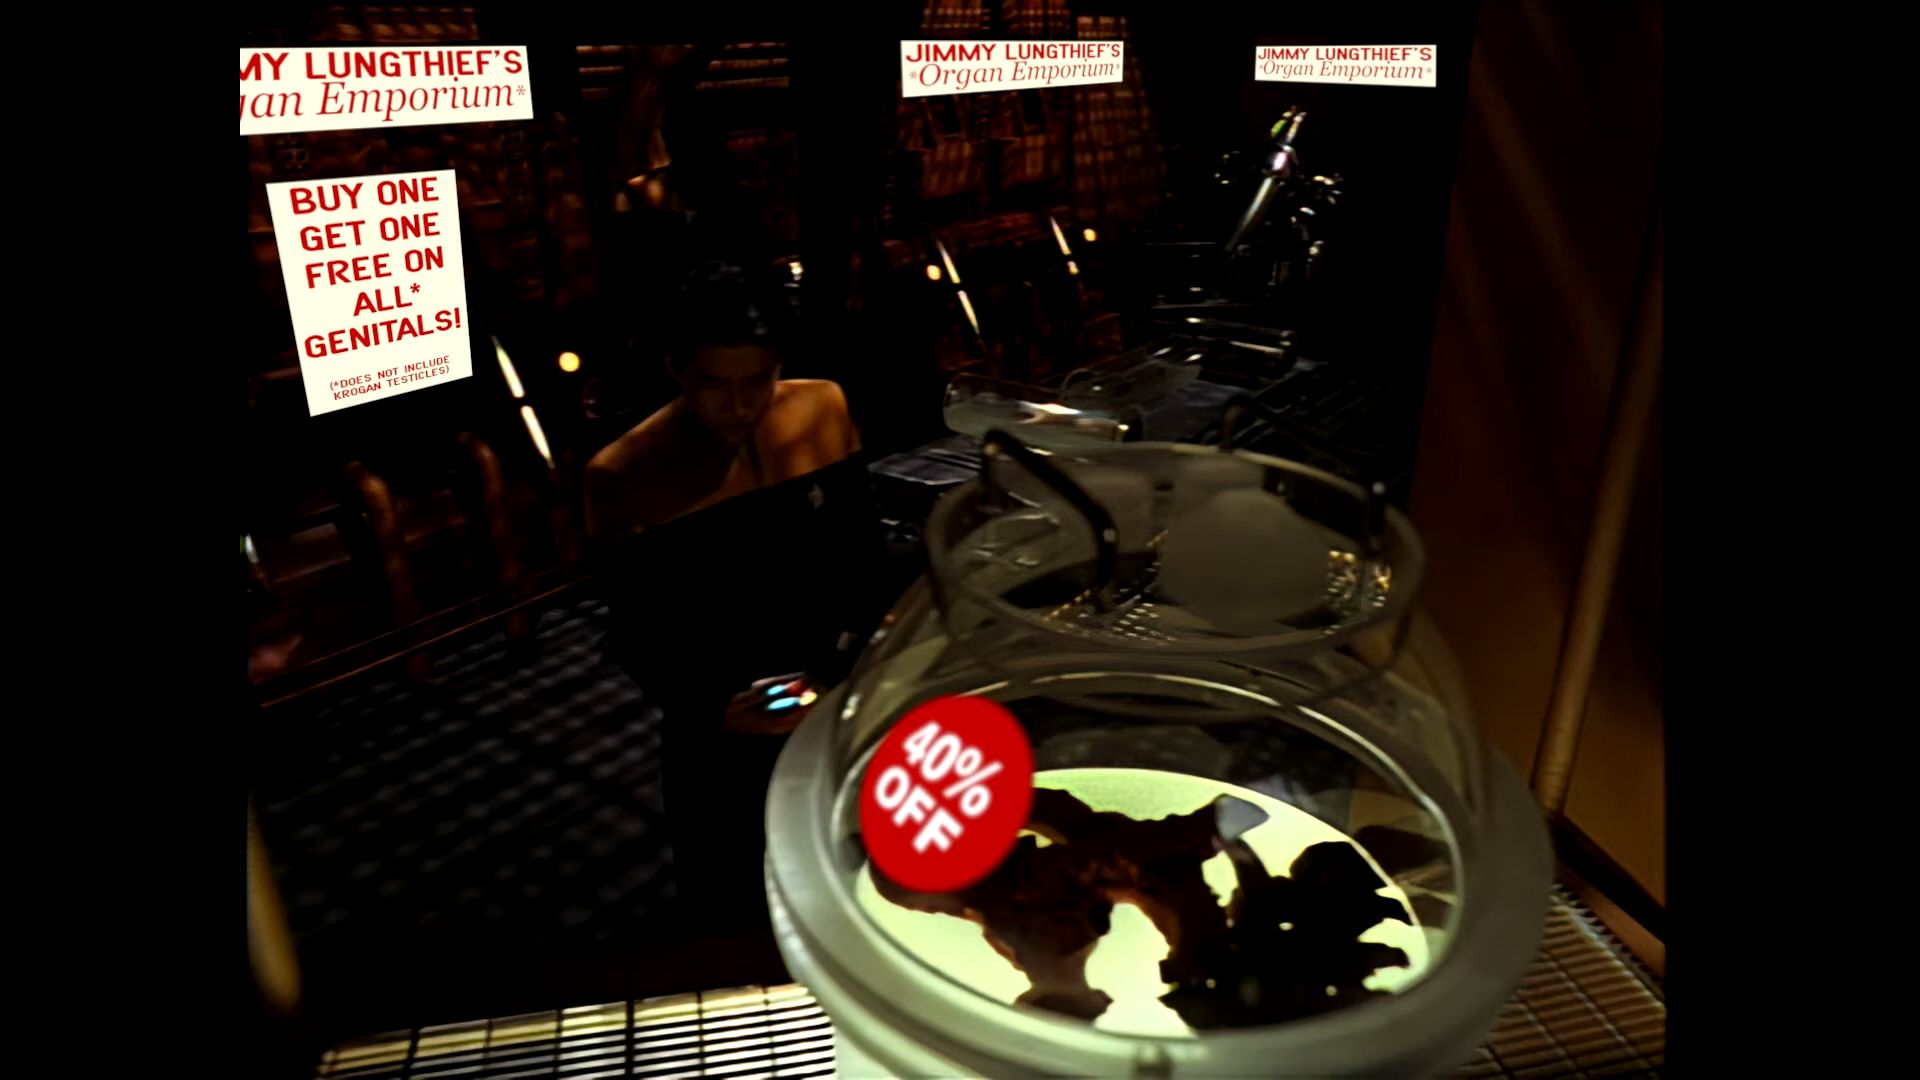 MY LUNGTHIEF'S
gan Emporium*
JIMMY LUNGTHIEF'S
*Organ Emporium*
JIMMY LUNGTHIEF'S
*Organ Emporium*
BUY ONE
GET ONE
FREE ON
ALL*
GENITALS!
(*DOES NOT INCLUDE
KROGAN TESTICLES)
40%
OFF